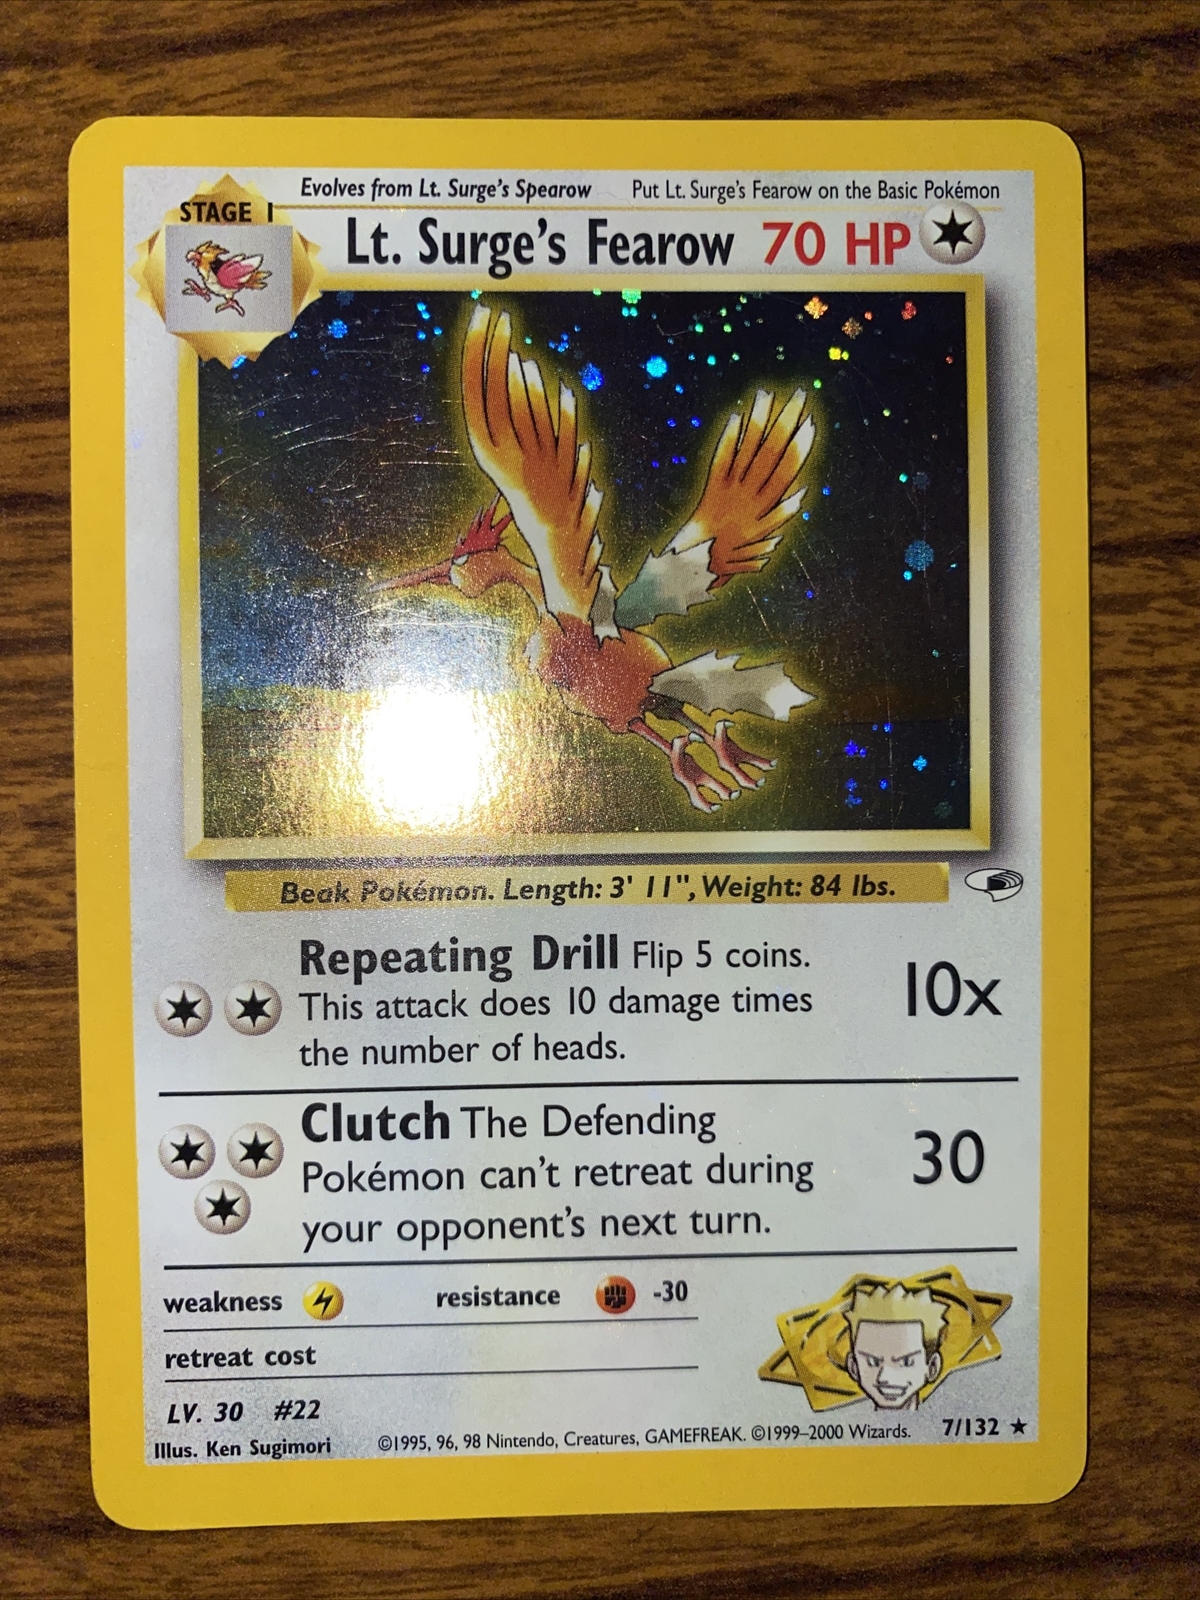 Evolves from Lt. Surge's Spearow Put Lt. Surge's Fearow on the Basic Pokémon
STAGE 1
Lt. Surge's Fearow 70 HP
Beak Pokémon. Length: 3' 11", Weight: 84 lbs.
Repeating Drill Flip 5 coins.
This attack does 10 damage times
the number of heads.
10x
Clutch The Defending
Pokémon can't retreat during
your opponent's next turn.
30
weakness resistance -30
retreat cost
LV. 30 #22
Illus. Ken Sugimori ©1995, 96, 98 Nintendo, Creatures, GAMEFREAK. ©1999–2000 Wizards. 7/132 ★